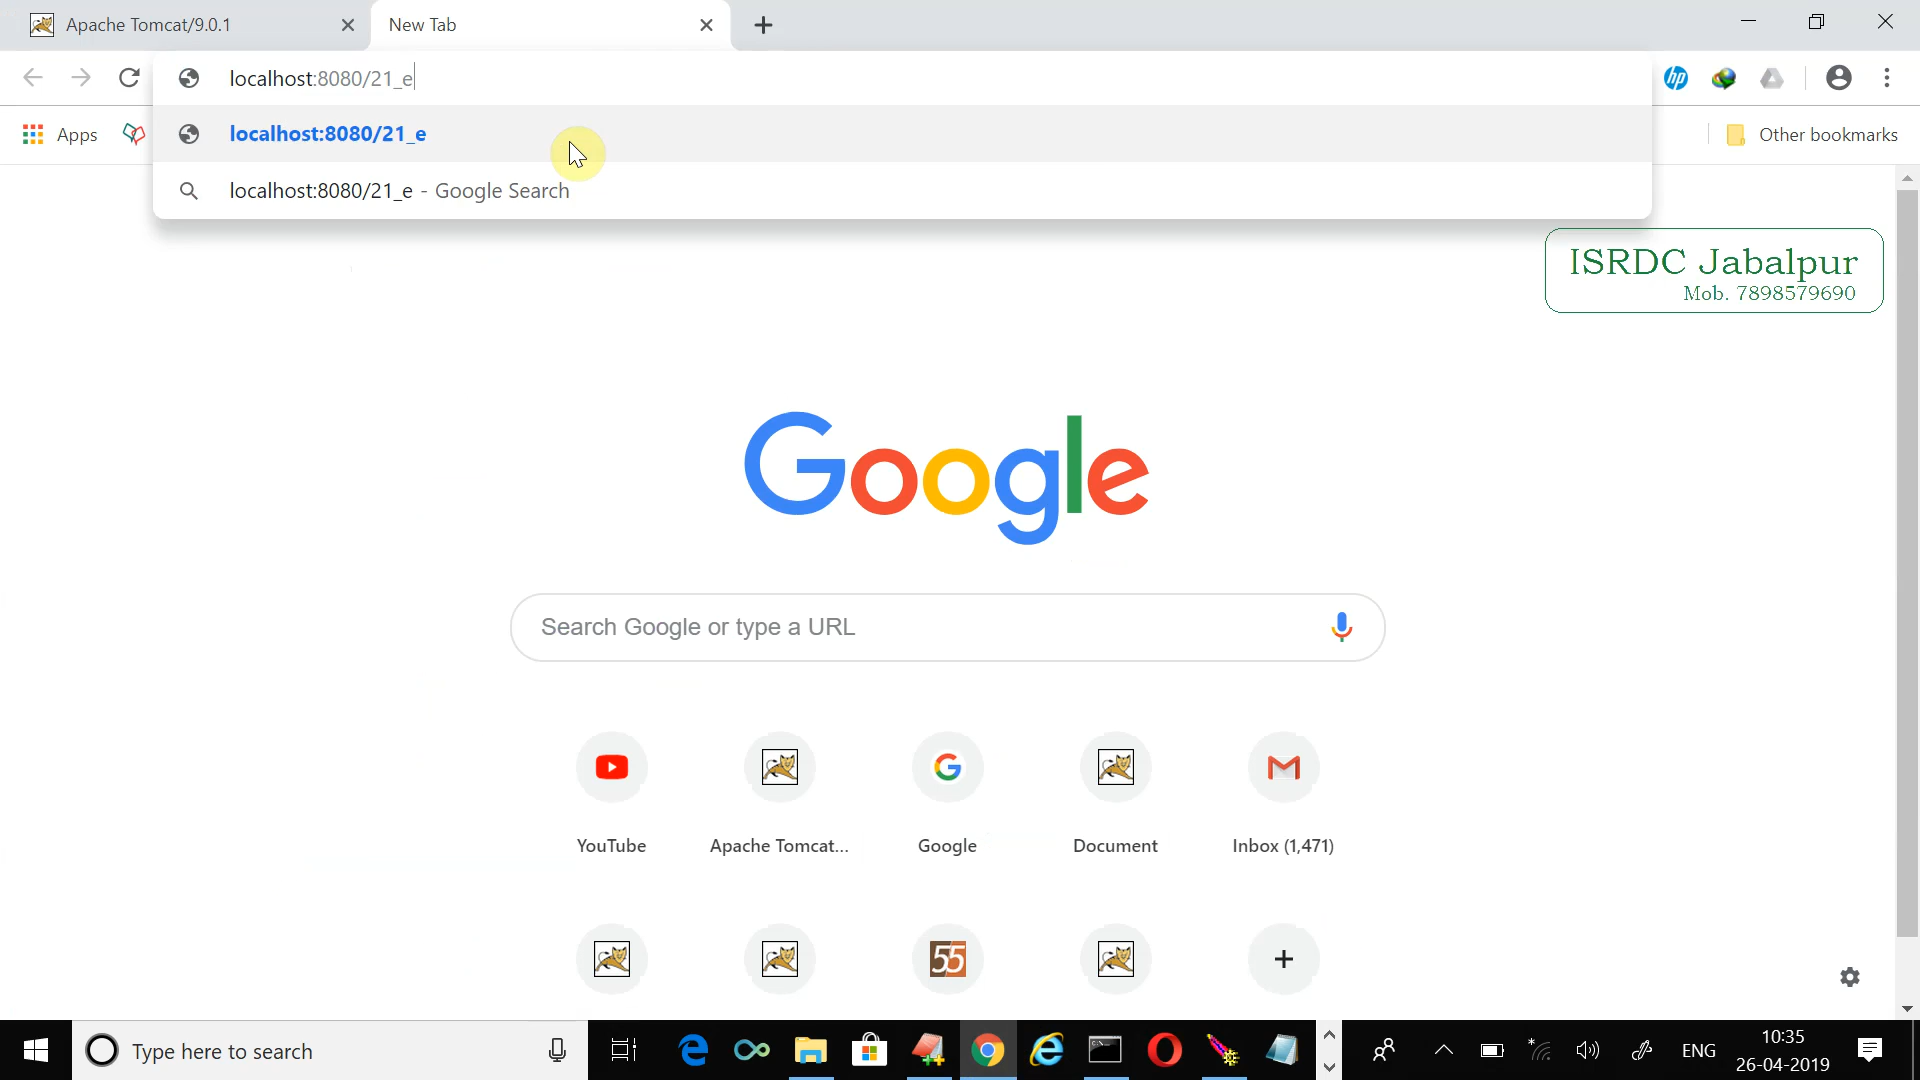 Apache Tomcat/9.0.1
New Tab
localhost:8080/21_e
Apps
localhost:8080/21_e
Other bookmarks
localhost:8080/21_e - Google Search
ISRDC Jabalpur
Mob. 7898579690
Google
Search Google or type a URL
YouTube
Apache Tomcat...
Google
Document
Inbox (1,471)
55
Type here to search
ENG
10:35
26-04-2019
hp